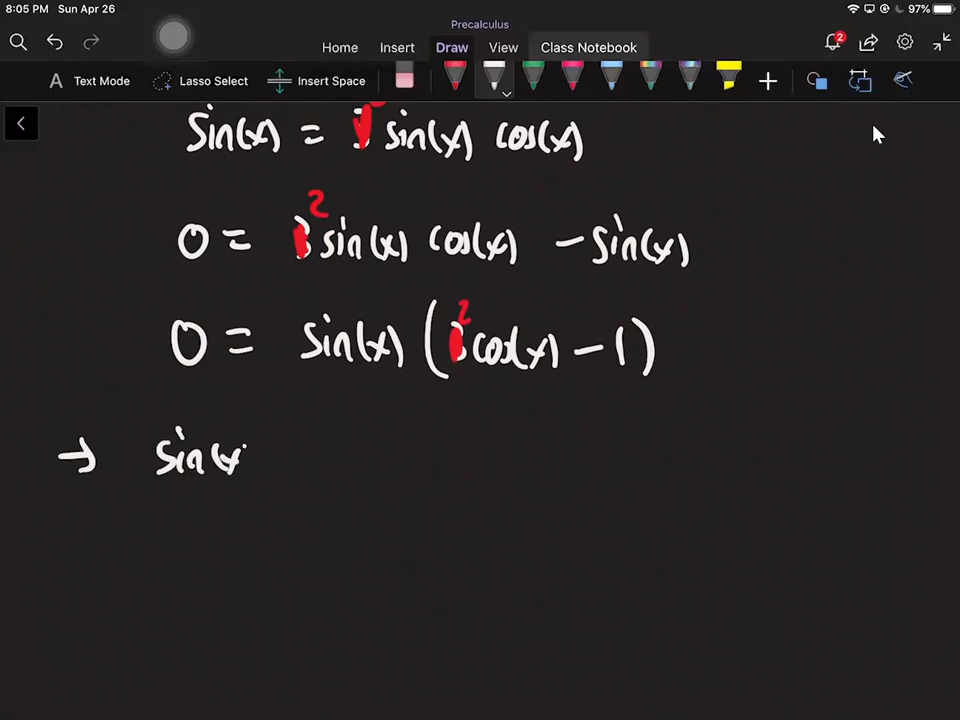 8:05 PM Sun Apr 26
97%
Precalculus
Home Insert Draw View Class Notebook
2
Text Mode Lasso Select Insert Space
sin(x) = sin(x) cos(x)
0 = 2 sin(x) cos(x) - sin(x)
0 = sin(x) (2 cos(x) - 1)
→ sin(x